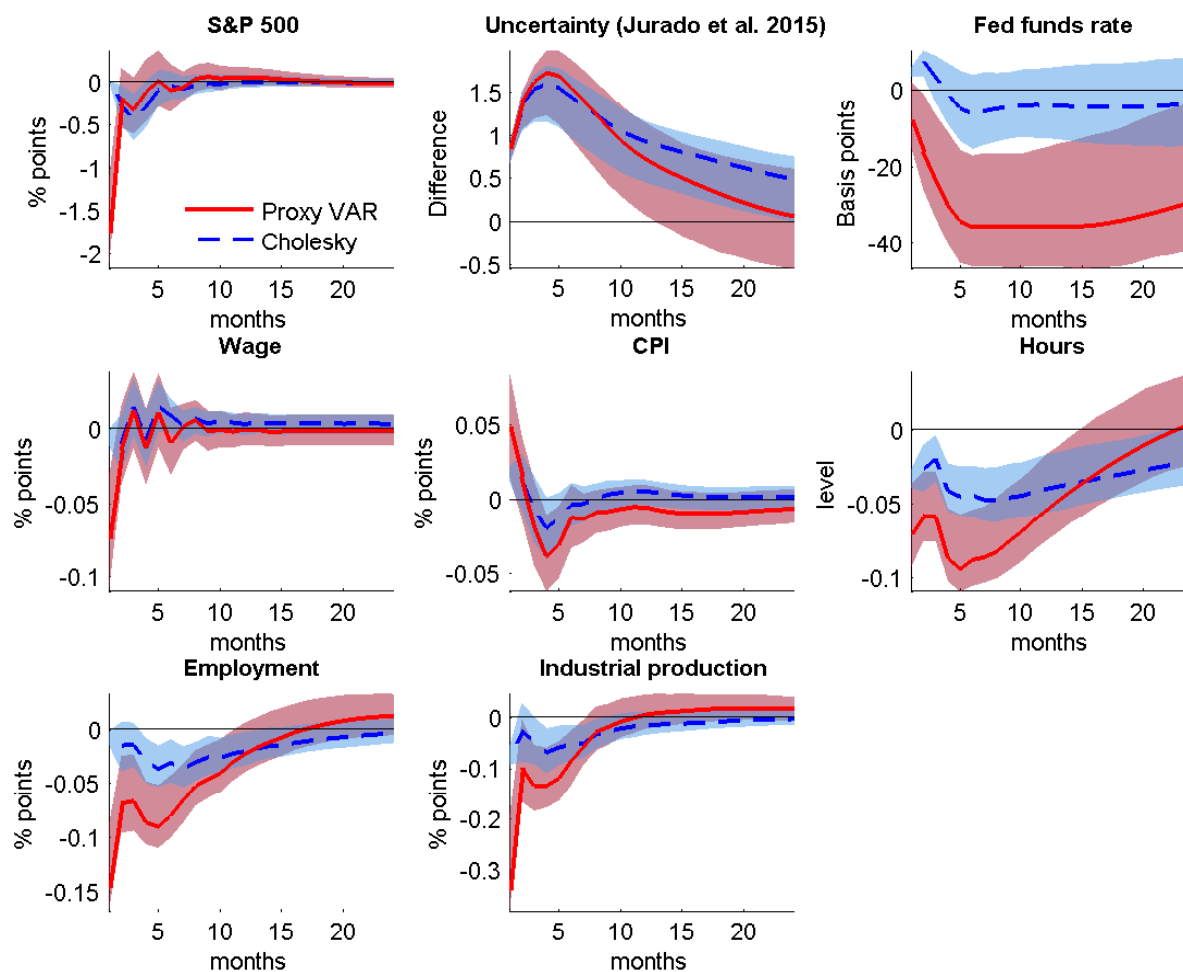 S&P 500
Uncertainty (Jurado et al. 2015)
Fed funds rate
% points
0
-0.5
-1
-1.5
-2
Proxy VAR
Cholesky
5
10
15
20
months
Difference
1.5
1
0.5
0
-0.5
5
10
15
20
months
Basis points
0
-20
-40
5
10
15
20
months
Wage
CPI
Hours
% points
0
-0.05
-0.1
5
10
15
20
months
% points
0.05
0
-0.05
5
10
15
20
months
level
0
-0.05
-0.1
5
10
15
20
months
Employment
Industrial production
% points
0
-0.05
-0.1
-0.15
5
10
15
20
months
% points
0
-0.1
-0.2
-0.3
5
10
15
20
months